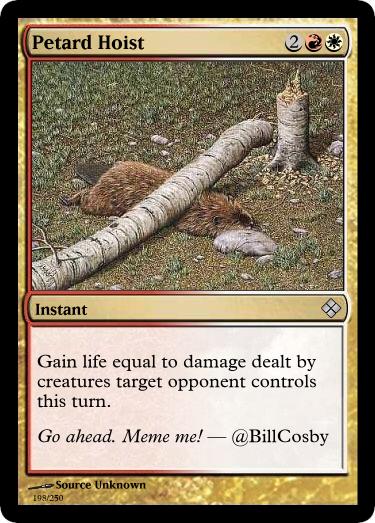 Petard Hoist 2
Instant
Gain life equal to damage dealt by
creatures target opponent controls
this turn.
Go ahead. Meme me! — @BillCosby
Source Unknown
198/250